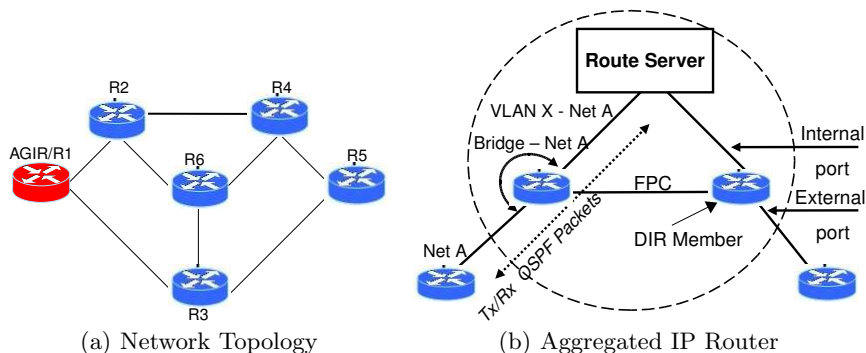 R2
R4
AGIR/R1
R6
R5
R3
(a) Network Topology
Route Server
VLAN X - Net A
Bridge – Net A
Internal
port
FPC
External
port
DIR Member
Net A
Tx/Rx QSPF Packets
(b) Aggregated IP Router